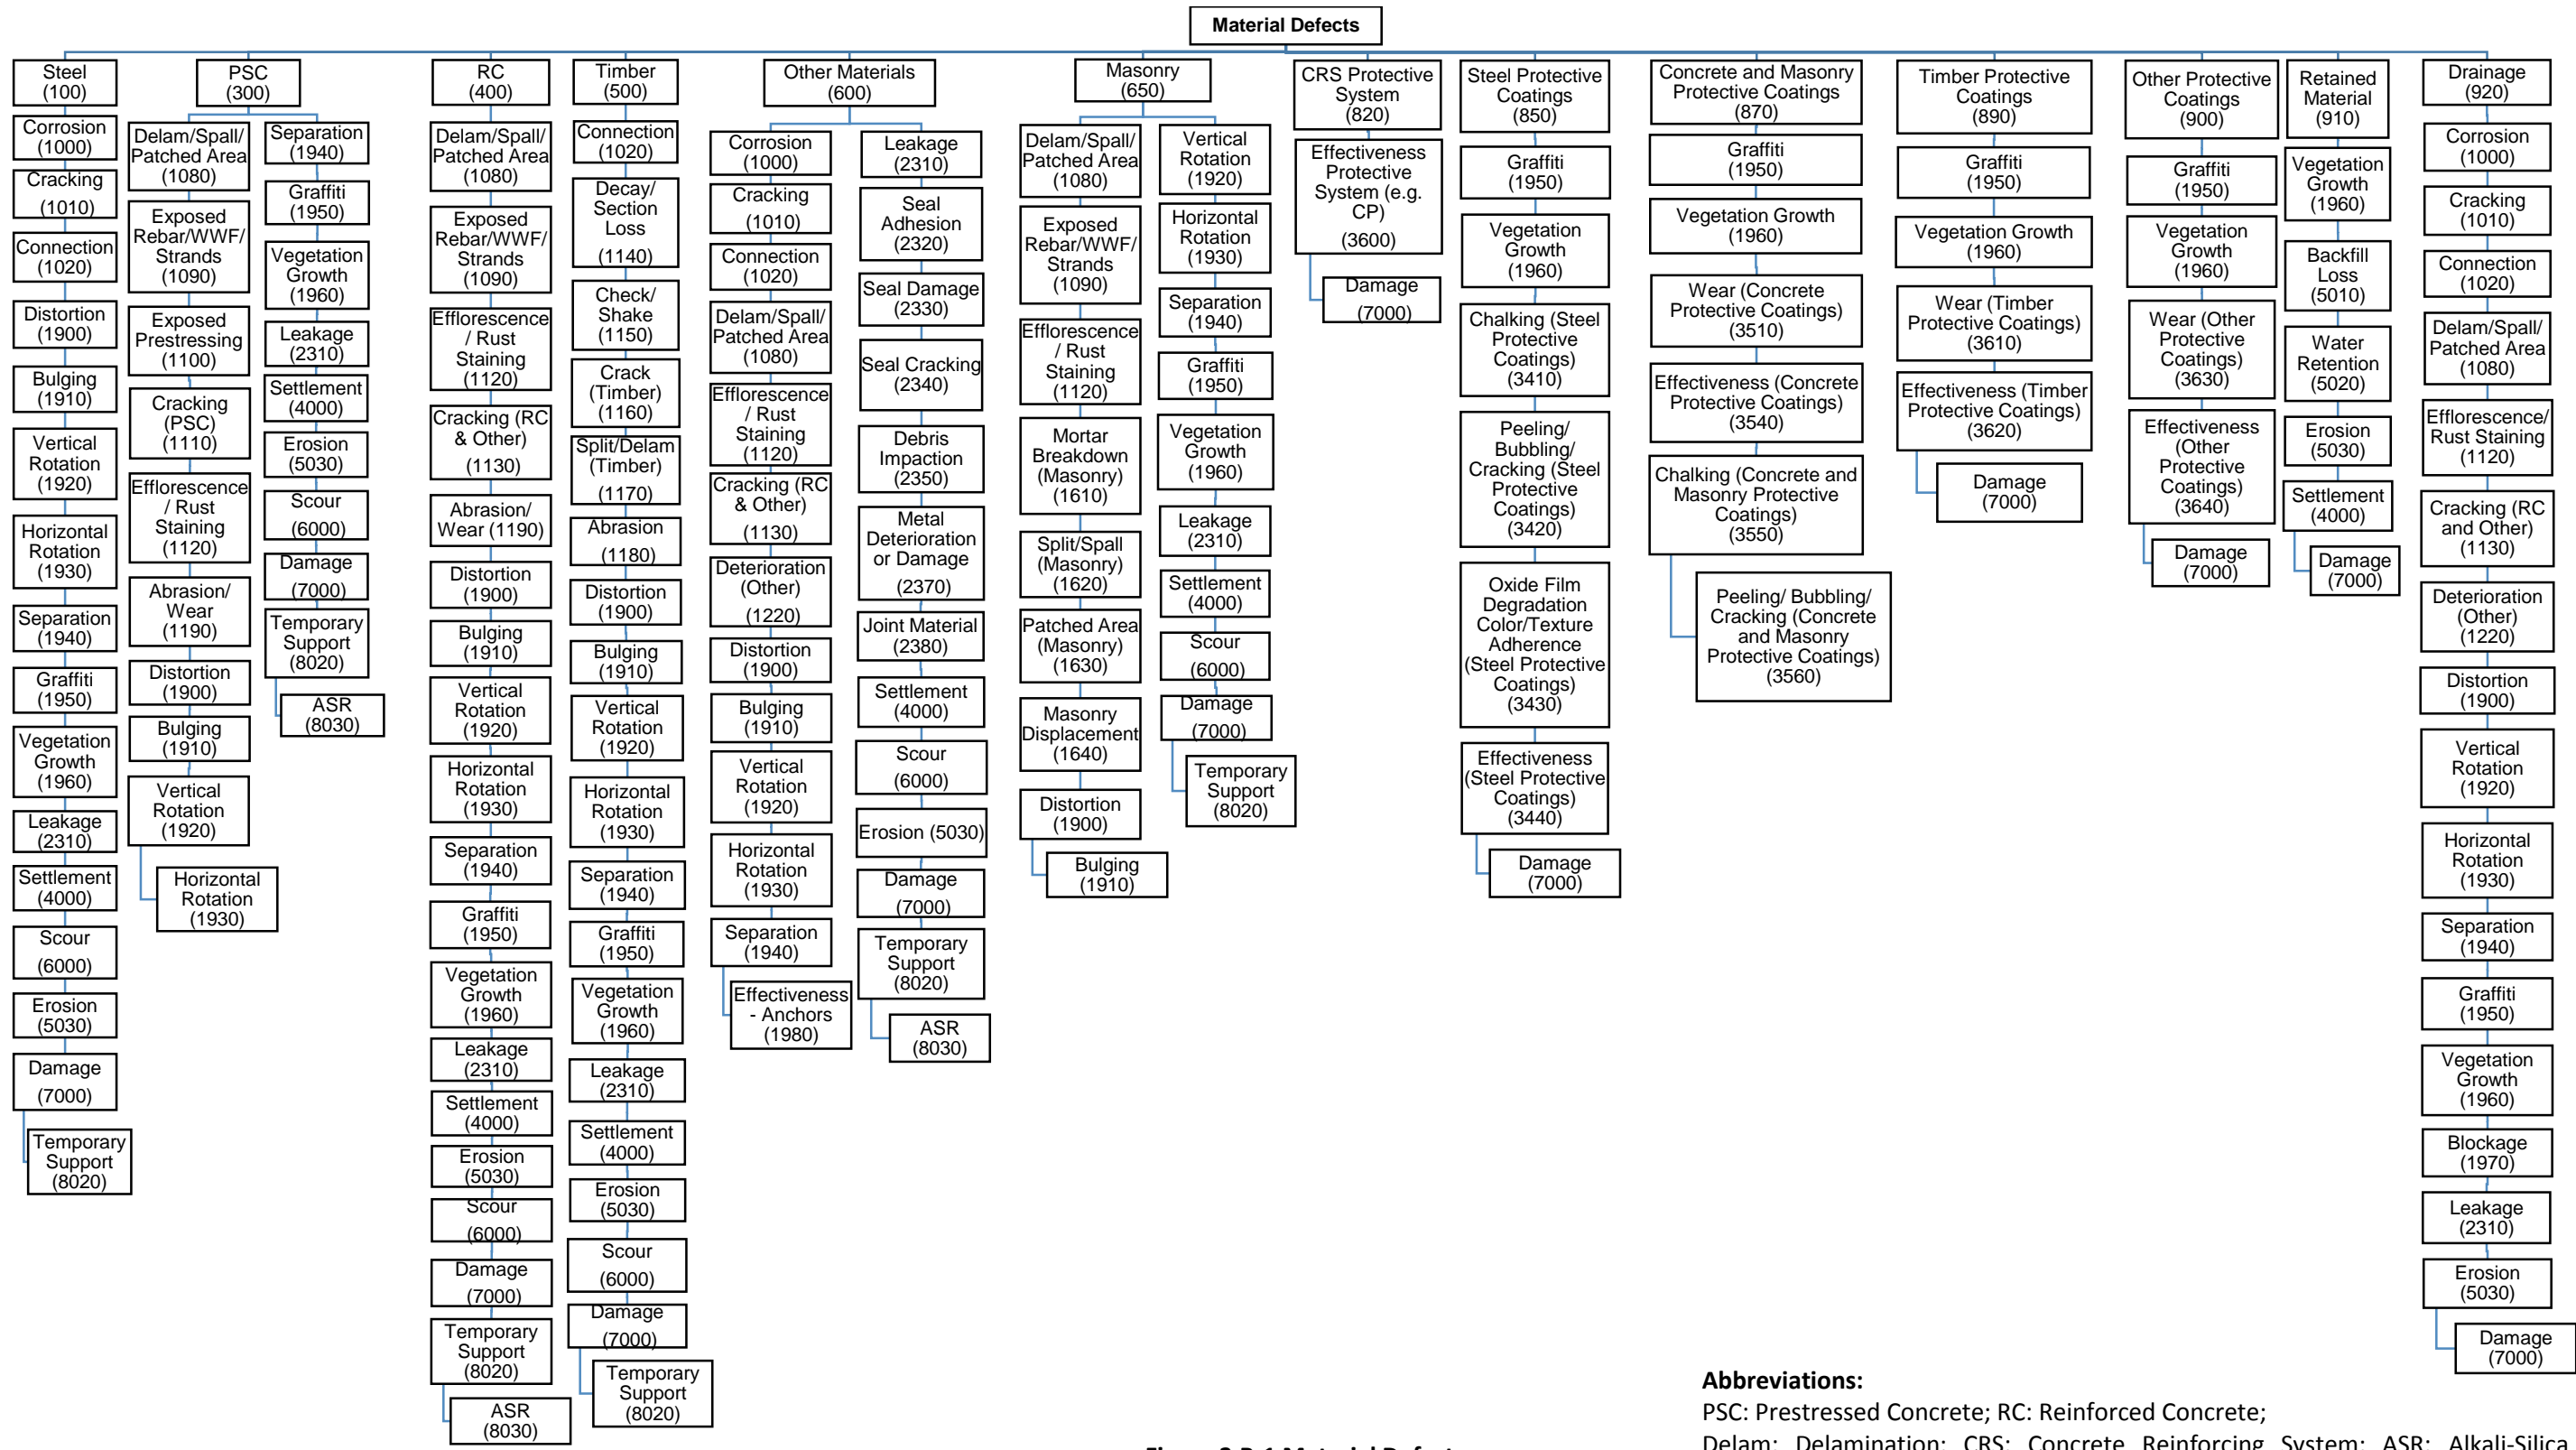 Material Defects
Steel
(100)
Corrosion
(1000)
Cracking
(1010)
Connection
(1020)
Distortion
(1900)
Bulging
(1910)
Vertical
Rotation
(1920)
Horizontal
Rotation
(1930)
Separation
(1940)
Graffiti
(1950)
Vegetation
Growth
(1960)
Leakage
(2310)
Settlement
(4000)
Scour
(6000)
Erosion
(5030)
Damage
(7000)
Temporary
Support
(8020)
PSC
(300)
Delam/Spall/
Patched Area
(1080)
Exposed
Rebar/WWF/
Strands
(1090)
Exposed
Prestressing
(1100)
Cracking
(PSC)
(1110)
Efflorescence
/ Rust
Staining
(1120)
Abrasion/
Wear
(1190)
Distortion
(1900)
Bulging
(1910)
Vertical
Rotation
(1920)
Horizontal
Rotation
(1930)
Separation
(1940)
Graffiti
(1950)
Vegetation
Growth
(1960)
Leakage
(2310)
Settlement
(4000)
Erosion
(5030)
Scour
(6000)
Damage
(7000)
Temporary
Support
(8020)
ASR
(8030)
RC
(400)
Delam/Spall/
Patched Area
(1080)
Exposed
Rebar/WWF/
Strands
(1090)
Efflorescence
/ Rust
Staining
(1120)
Cracking (RC
& Other)
(1130)
Abrasion/
Wear (1190)
Distortion
(1900)
Bulging
(1910)
Vertical
Rotation
(1920)
Horizontal
Rotation
(1930)
Separation
(1940)
Graffiti
(1950)
Vegetation
Growth
(1960)
Leakage
(2310)
Settlement
(4000)
Erosion
(5030)
Scour
(6000)
Damage
(7000)
Temporary
Support
(8020)
ASR
(8030)
Timber
(500)
Connection
(1020)
Decay/
Section
Loss
(1140)
Check/
Shake
(1150)
Crack
(Timber)
(1160)
Split/Delam
(Timber)
(1170)
Abrasion
(1180)
Distortion
(1900)
Bulging
(1910)
Vertical
Rotation
(1920)
Horizontal
Rotation
(1930)
Separation
(1940)
Graffiti
(1950)
Vegetation
Growth
(1960)
Leakage
(2310)
Settlement
(4000)
Erosion
(5030)
Scour
(6000)
Damage
(7000)
Temporary
Support
(8020)
Other Materials
(600)
Corrosion
(1000)
Cracking
(1010)
Connection
(1020)
Delam/Spall/
Patched Area
(1080)
Efflorescence
/ Rust
Staining
(1120)
Cracking (RC
& Other)
(1130)
Deterioration
(Other)
(1220)
Distortion
(1900)
Bulging
(1910)
Vertical
Rotation
(1920)
Horizontal
Rotation
(1930)
Separation
(1940)
Effectiveness
- Anchors
(1980)
Leakage
(2310)
Seal
Adhesion
(2320)
Seal Damage
(2330)
Seal Cracking
(2340)
Debris
Impaction
(2350)
Metal
Deterioration
or Damage
(2370)
Joint Material
(2380)
Settlement
(4000)
Scour
(6000)
Erosion (5030)
Damage
(7000)
Temporary
Support
(8020)
ASR
(8030)
Masonry
(650)
Delam/Spall/
Patched Area
(1080)
Exposed
Rebar/WWF/
Strands
(1090)
Efflorescence
/ Rust
Staining
(1120)
Mortar
Breakdown
(Masonry)
(1610)
Split/Spall
(Masonry)
(1620)
Patched Area
(Masonry)
(1630)
Masonry
Displacement
(1640)
Distortion
(1900)
Bulging
(1910)
Vertical
Rotation
(1920)
Horizontal
Rotation
(1930)
Separation
(1940)
Graffiti
(1950)
Vegetation
Growth
(1960)
Leakage
(2310)
Settlement
(4000)
Scour
(6000)
Damage
(7000)
Temporary
Support
(8020)
CRS Protective
System
(820)
Effectiveness
Protective
System (e.g.
CP)
(3600)
Damage
(7000)
Steel Protective
Coatings
(850)
Graffiti
(1950)
Vegetation
Growth
(1960)
Chalking (Steel
Protective
Coatings)
(3410)
Peeling/
Bubbling/
Cracking (Steel
Protective
Coatings)
(3420)
Oxide Film
Degradation
Color/Texture
Adherence
(Steel Protective
Coatings)
(3430)
Effectiveness
(Steel Protective
Coatings)
(3440)
Damage
(7000)
Concrete and Masonry
Protective Coatings
(870)
Graffiti
(1950)
Vegetation Growth
(1960)
Wear (Concrete
Protective Coatings)
(3510)
Effectiveness (Concrete
Protective Coatings)
(3540)
Chalking (Concrete and
Masonry Protective
Coatings)
(3550)
Peeling/ Bubbling/
Cracking (Concrete
and Masonry
Protective Coatings)
(3560)
Timber Protective
Coatings
(890)
Graffiti
(1950)
Vegetation Growth
(1960)
Wear (Timber
Protective Coatings)
(3610)
Effectiveness (Timber
Protective Coatings)
(3620)
Damage
(7000)
Other Protective
Coatings
(900)
Graffiti
(1950)
Vegetation
Growth
(1960)
Wear (Other
Protective
Coatings)
(3630)
Effectiveness
(Other
Protective
Coatings)
(3640)
Damage
(7000)
Retained
Material
(910)
Vegetation
Growth
(1960)
Backfill
Loss
(5010)
Water
Retention
(5020)
Erosion
(5030)
Settlement
(4000)
Damage
(7000)
Drainage
(920)
Corrosion
(1000)
Cracking
(1010)
Connection
(1020)
Delam/Spall/
Patched Area
(1080)
Efflorescence/
Rust Staining
(1120)
Cracking (RC
and Other)
(1130)
Deterioration
(Other)
(1220)
Distortion
(1900)
Vertical
Rotation
(1920)
Horizontal
Rotation
(1930)
Separation
(1940)
Graffiti
(1950)
Vegetation
Growth
(1960)
Blockage
(1970)
Leakage
(2310)
Erosion
(5030)
Damage
(7000)
Abbreviations:
PSC: Prestressed Concrete; RC: Reinforced Concrete;
Delam: Delamination; CRS: Concrete Reinforcing System; ASR: Alkali-Silica
Material Defect